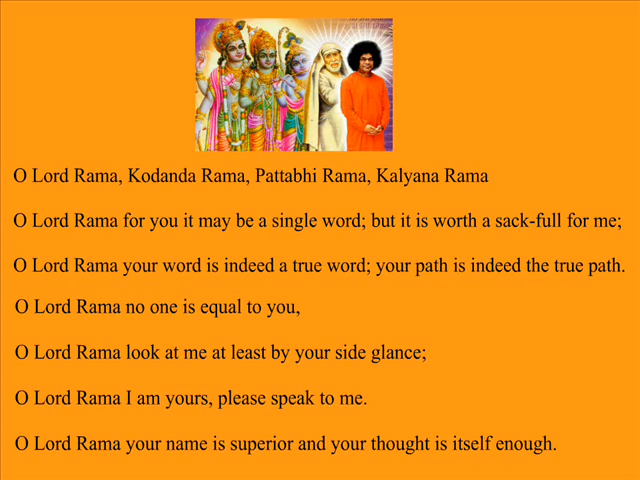 O Lord Rama, Kodanda Rama, Pattabhi Rama, Kalyana Rama
O Lord Rama for you it may be a single word; but it is worth a sack-full for me;
O Lord Rama your word is indeed a true word; your path is indeed the true path.
O Lord Rama no one is equal to you,
O Lord Rama look at me at least by your side glance;
O Lord Rama I am yours, please speak to me.
O Lord Rama your name is superior and your thought is itself enough.